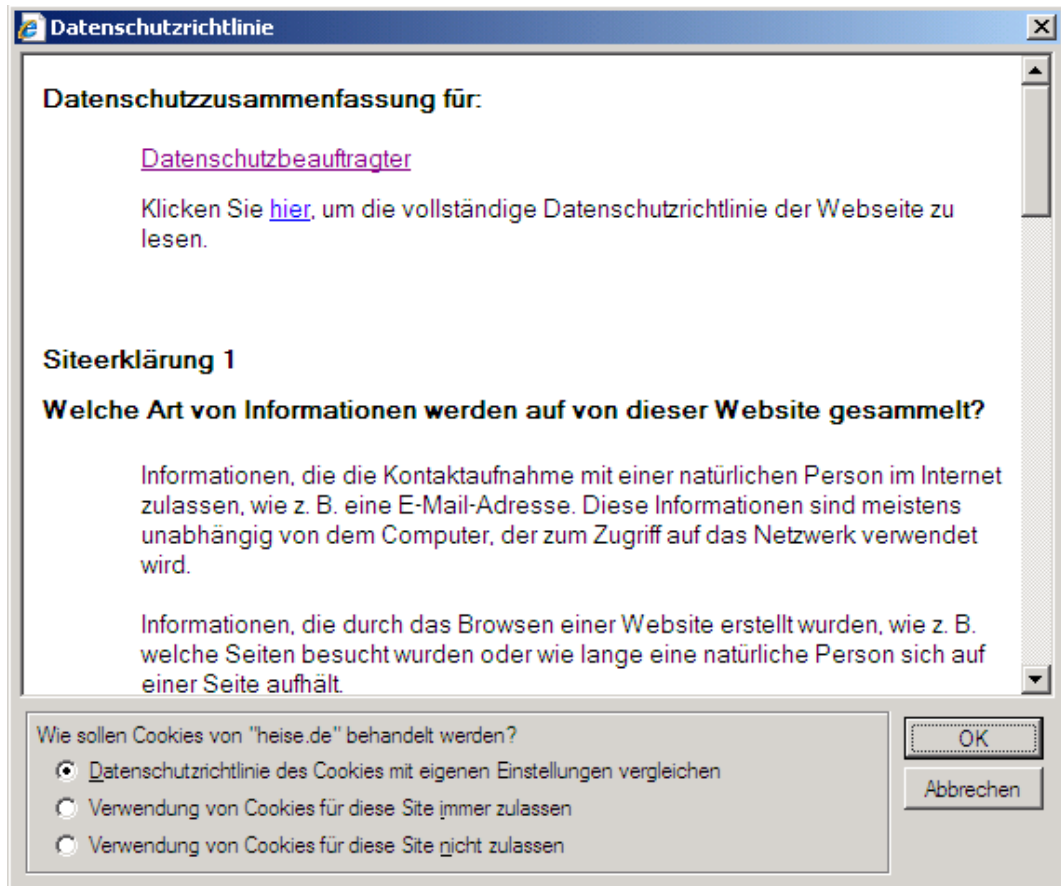 Datenschutzrichtlinie
Datenschutzzusammenfassung für:
Datenschutzbeauftragter
Klicken Sie hier, um die vollständige Datenschutzrichtlinie der Webseite zu
lesen.
Siteerklärung 1
Welche Art von Informationen werden auf von dieser Website gesammelt?
Informationen, die die Kontaktaufnahme mit einer natürlichen Person im Internet
zulassen, wie z. B. eine E-Mail-Adresse. Diese Informationen sind meistens
unabhängig von dem Computer, der zum Zugriff auf das Netzwerk verwendet
wird.
Informationen, die durch das Browsen einer Website erstellt wurden, wie z. B.
welche Seiten besucht wurden oder wie lange eine natürliche Person sich auf
einer Seite aufhält.
Wie sollen Cookies von "heise.de" behandelt werden?
Datenschutzrichtlinie des Cookies mit eigenen Einstellungen vergleichen
Verwendung von Cookies für diese Site immer zulassen
Verwendung von Cookies für diese Site nicht zulassen
OK
Abbrechen